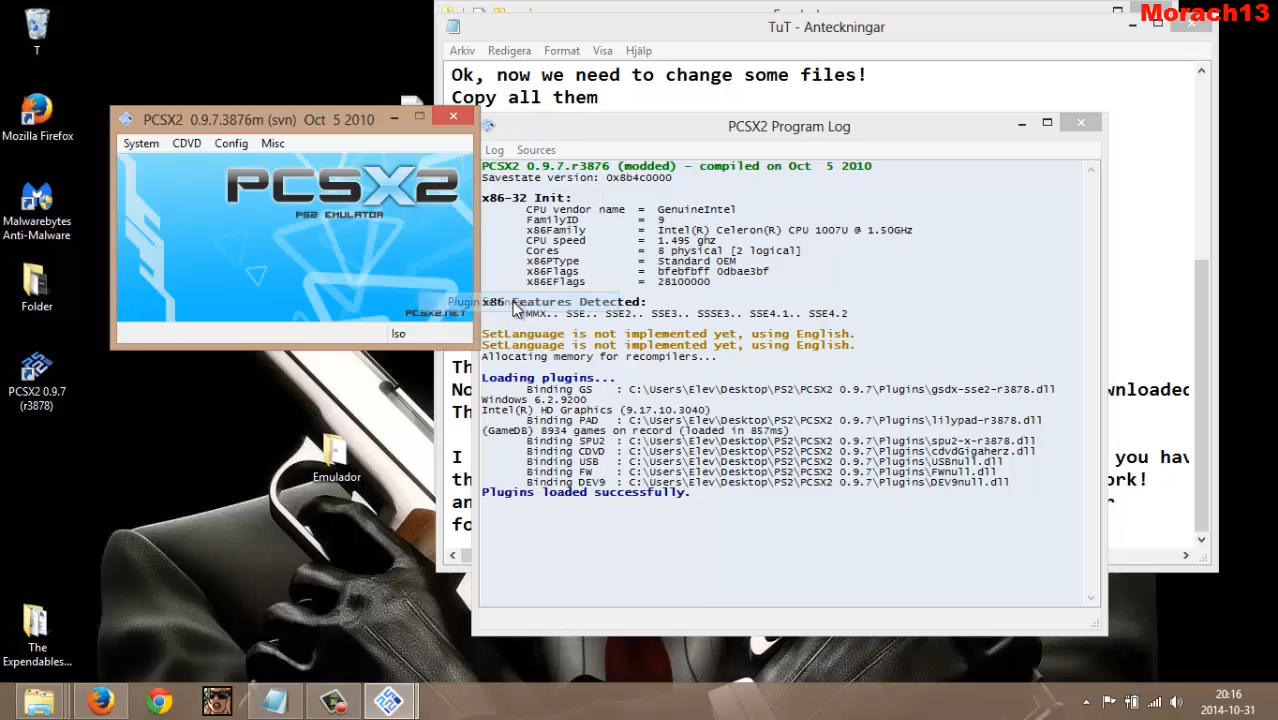 Morach13
T
Mozilla Firefox
Malwarebytes
Anti-Malware
Folder
PCSX2 0.9.7
(r3878)
Emulador
The
Expendables...
TuT - Anteckningar
Arkiv Redigera Format Visa Hjälp
Ok, now we need to change some files!
Copy all them
PCSX2 0.9.7.3876m (svn) Oct 5 2010
System CDVD Config Misc
PCSX2
PS2 EMULATOR
PCSX2.NET
Iso
PCSX2 Program Log
Log Sources
PCSX2 0.9.7.r3876 (modded) - compiled on Oct 5 2010
Savestate version: 0x8b4c0000
x86-32 Init:
CPU vendor name = GenuineIntel
FamilyID = 9
x86Family = Intel(R) Celeron(R) CPU 1007U @ 1.50GHz
CPU speed = 1.495 ghz
Cores = 8 physical [2 logical]
x86PType = Standard OEM
x86Flags = bfebfbff 0dbae3bf
x86EFlags = 28100000
x86 Features Detected:
MMX.. SSE.. SSE2.. SSE3.. SSSE3.. SSE4.1.. SSE4.2
SetLanguage is not implemented yet, using English.
SetLanguage is not implemented yet, using English.
Allocating memory for recompilers...
Loading plugins...
Binding GS : C:\Users\Elev\Desktop\PS2\PCSX2 0.9.7\Plugins\gsdx-sse2-r3878.dll
Windows 6.2.9200
Intel(R) HD Graphics (9.17.10.3040)
Binding PAD : C:\Users\Elev\Desktop\PS2\PCSX2 0.9.7\Plugins\lilypad-r3878.dll
(GameDB) 8934 games on record (loaded in 857ms)
Binding SPU2 : C:\Users\Elev\Desktop\PS2\PCSX2 0.9.7\Plugins\spu2-x-r3878.dll
Binding CDVD : C:\Users\Elev\Desktop\PS2\PCSX2 0.9.7\Plugins\cdvdGigaherz.dll
Binding USB : C:\Users\Elev\Desktop\PS2\PCSX2 0.9.7\Plugins\USBnull.dll
Binding FW : C:\Users\Elev\Desktop\PS2\PCSX2 0.9.7\Plugins\FWnull.dll
Binding DEV9 : C:\Users\Elev\Desktop\PS2\PCSX2 0.9.7\Plugins\DEV9null.dll
Plugins loaded successfully.
Th
No wnloaded
Th
I you hav
th rk!
an
fo
20:16
2014-10-31